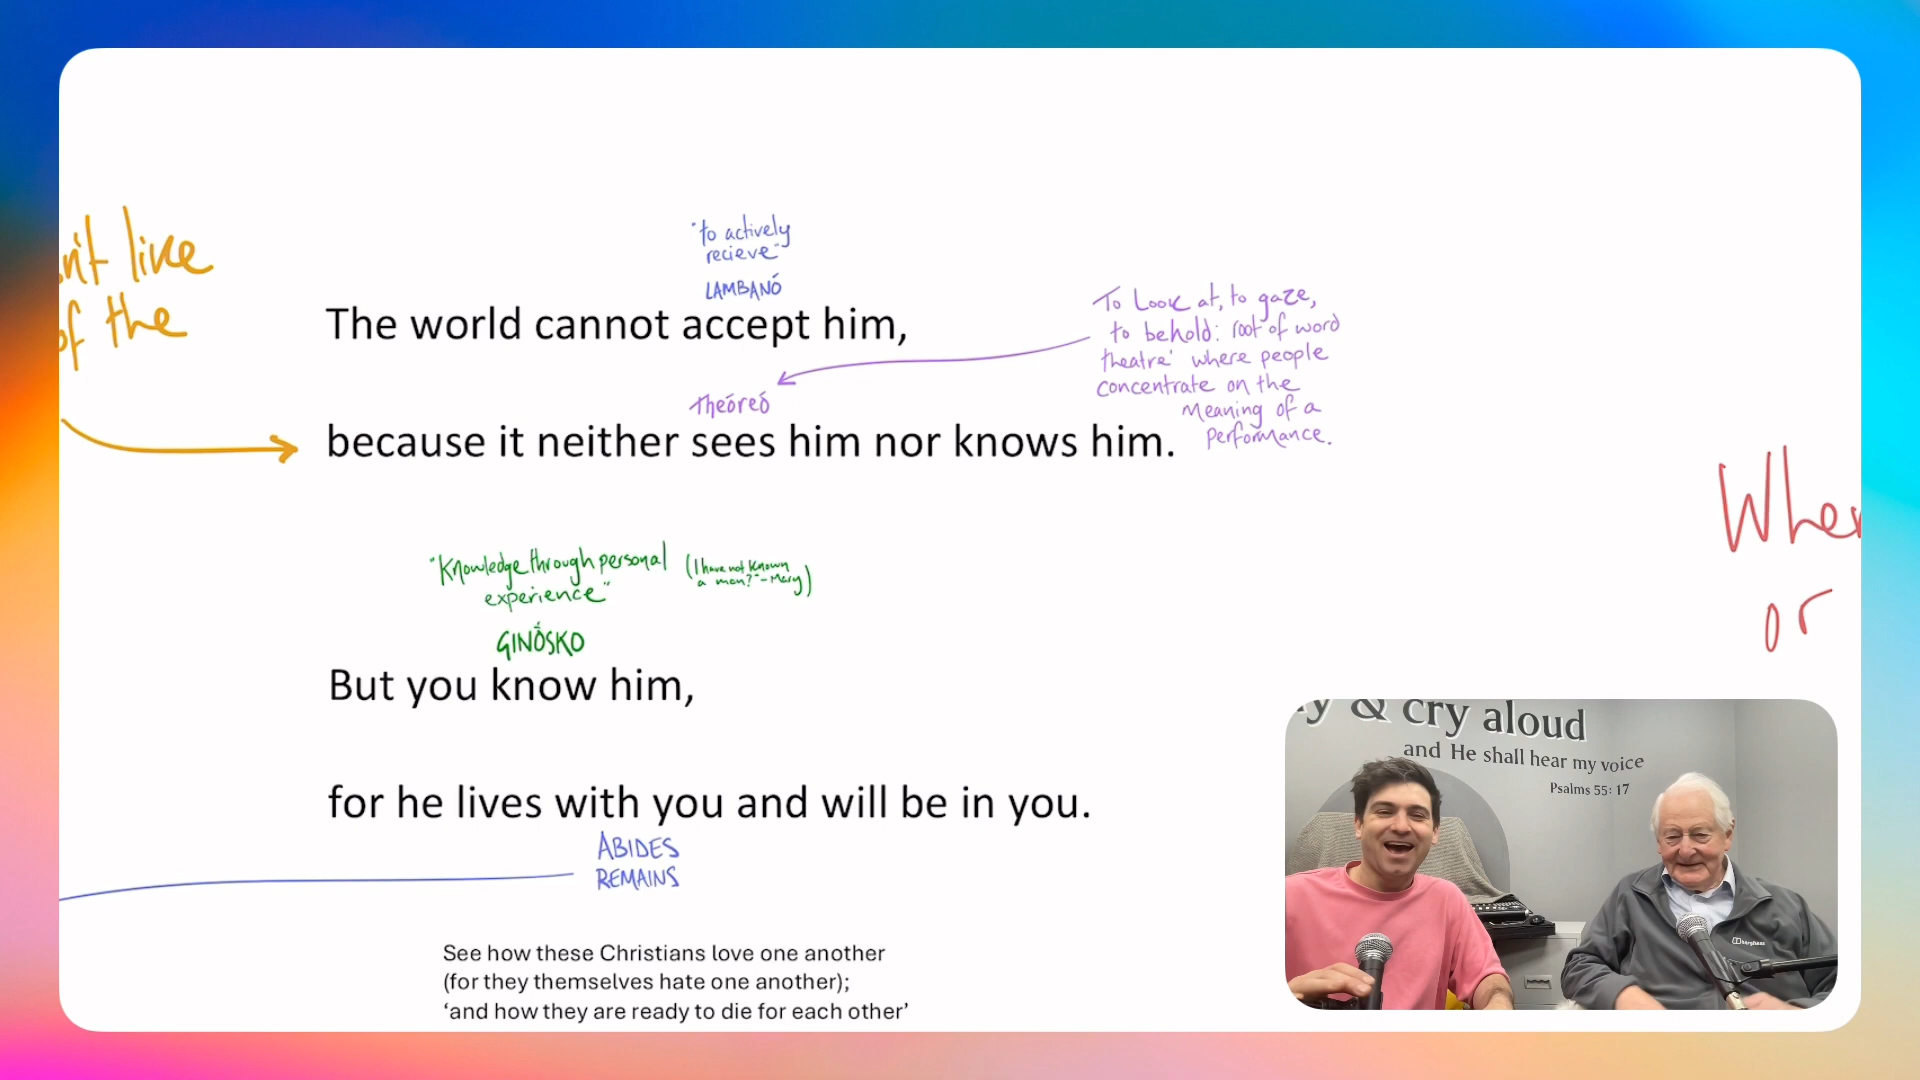 n't live
of the
"to actively
recieve"
LAMBANÓ
The world cannot accept him,
To Look at, to gaze,
to behold: root of word
theatre' where people
concentrate on the
Meaning of a
Performance.
Theóreó
because it neither sees him nor knows him.
"Knowledge through personal
experience"
(I have not known
a man?"-Mary)
GINŌSKO
But you know him,
for he lives with you and will be in you.
ABIDES
REMAINS
See how these Christians love one another
(for they themselves hate one another);
‘and how they are ready to die for each other’
Wher
or
y & cry aloud
and He shall hear my voice
Psalms 55: 17
berghaus